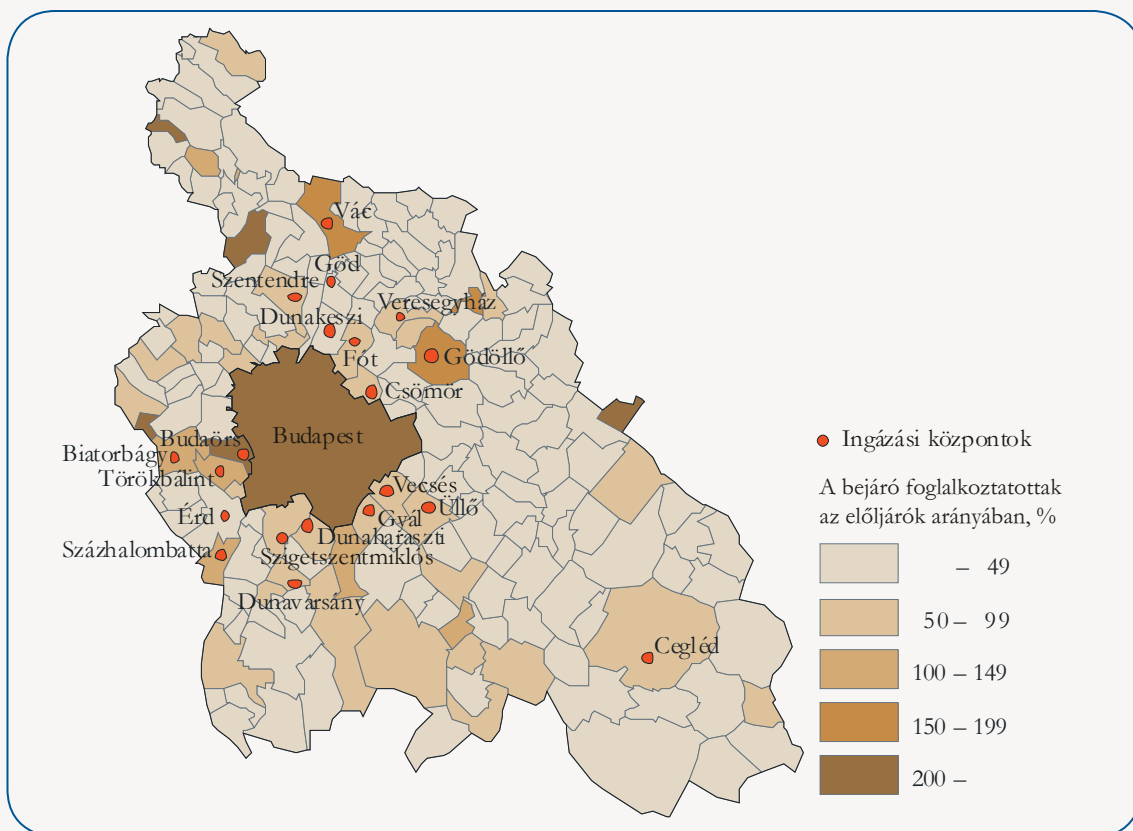 Vác
Göd
Szentendre
Veresegyház
Dunakeszi
Fót
Gödöllő
Csömör
Budaörs
Budapest
Biatorbágy
Törökbálint
Vecsés
Üllő
Érd
Gyál
Dunaharaszti
Százhalombatta
Szigetszentmiklós
Dunavarsány
Cegléd
Ingázási központok
A bejáró foglalkoztatottak
az előljárók arányában, %
– 49
50 – 99
100 – 149
150 – 199
200 –